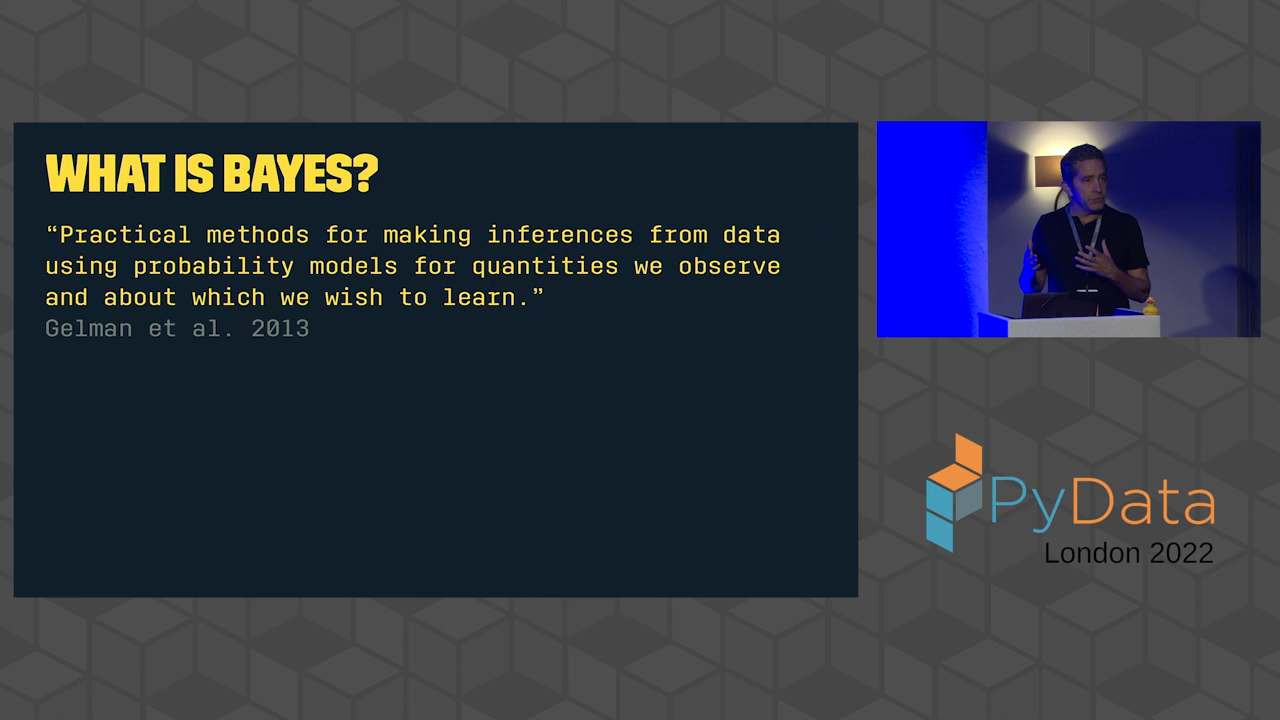 WHAT IS BAYES?
“Practical methods for making inferences from data
using probability models for quantities we observe
and about which we wish to learn.”
Gelman et al. 2013
PyData
London 2022